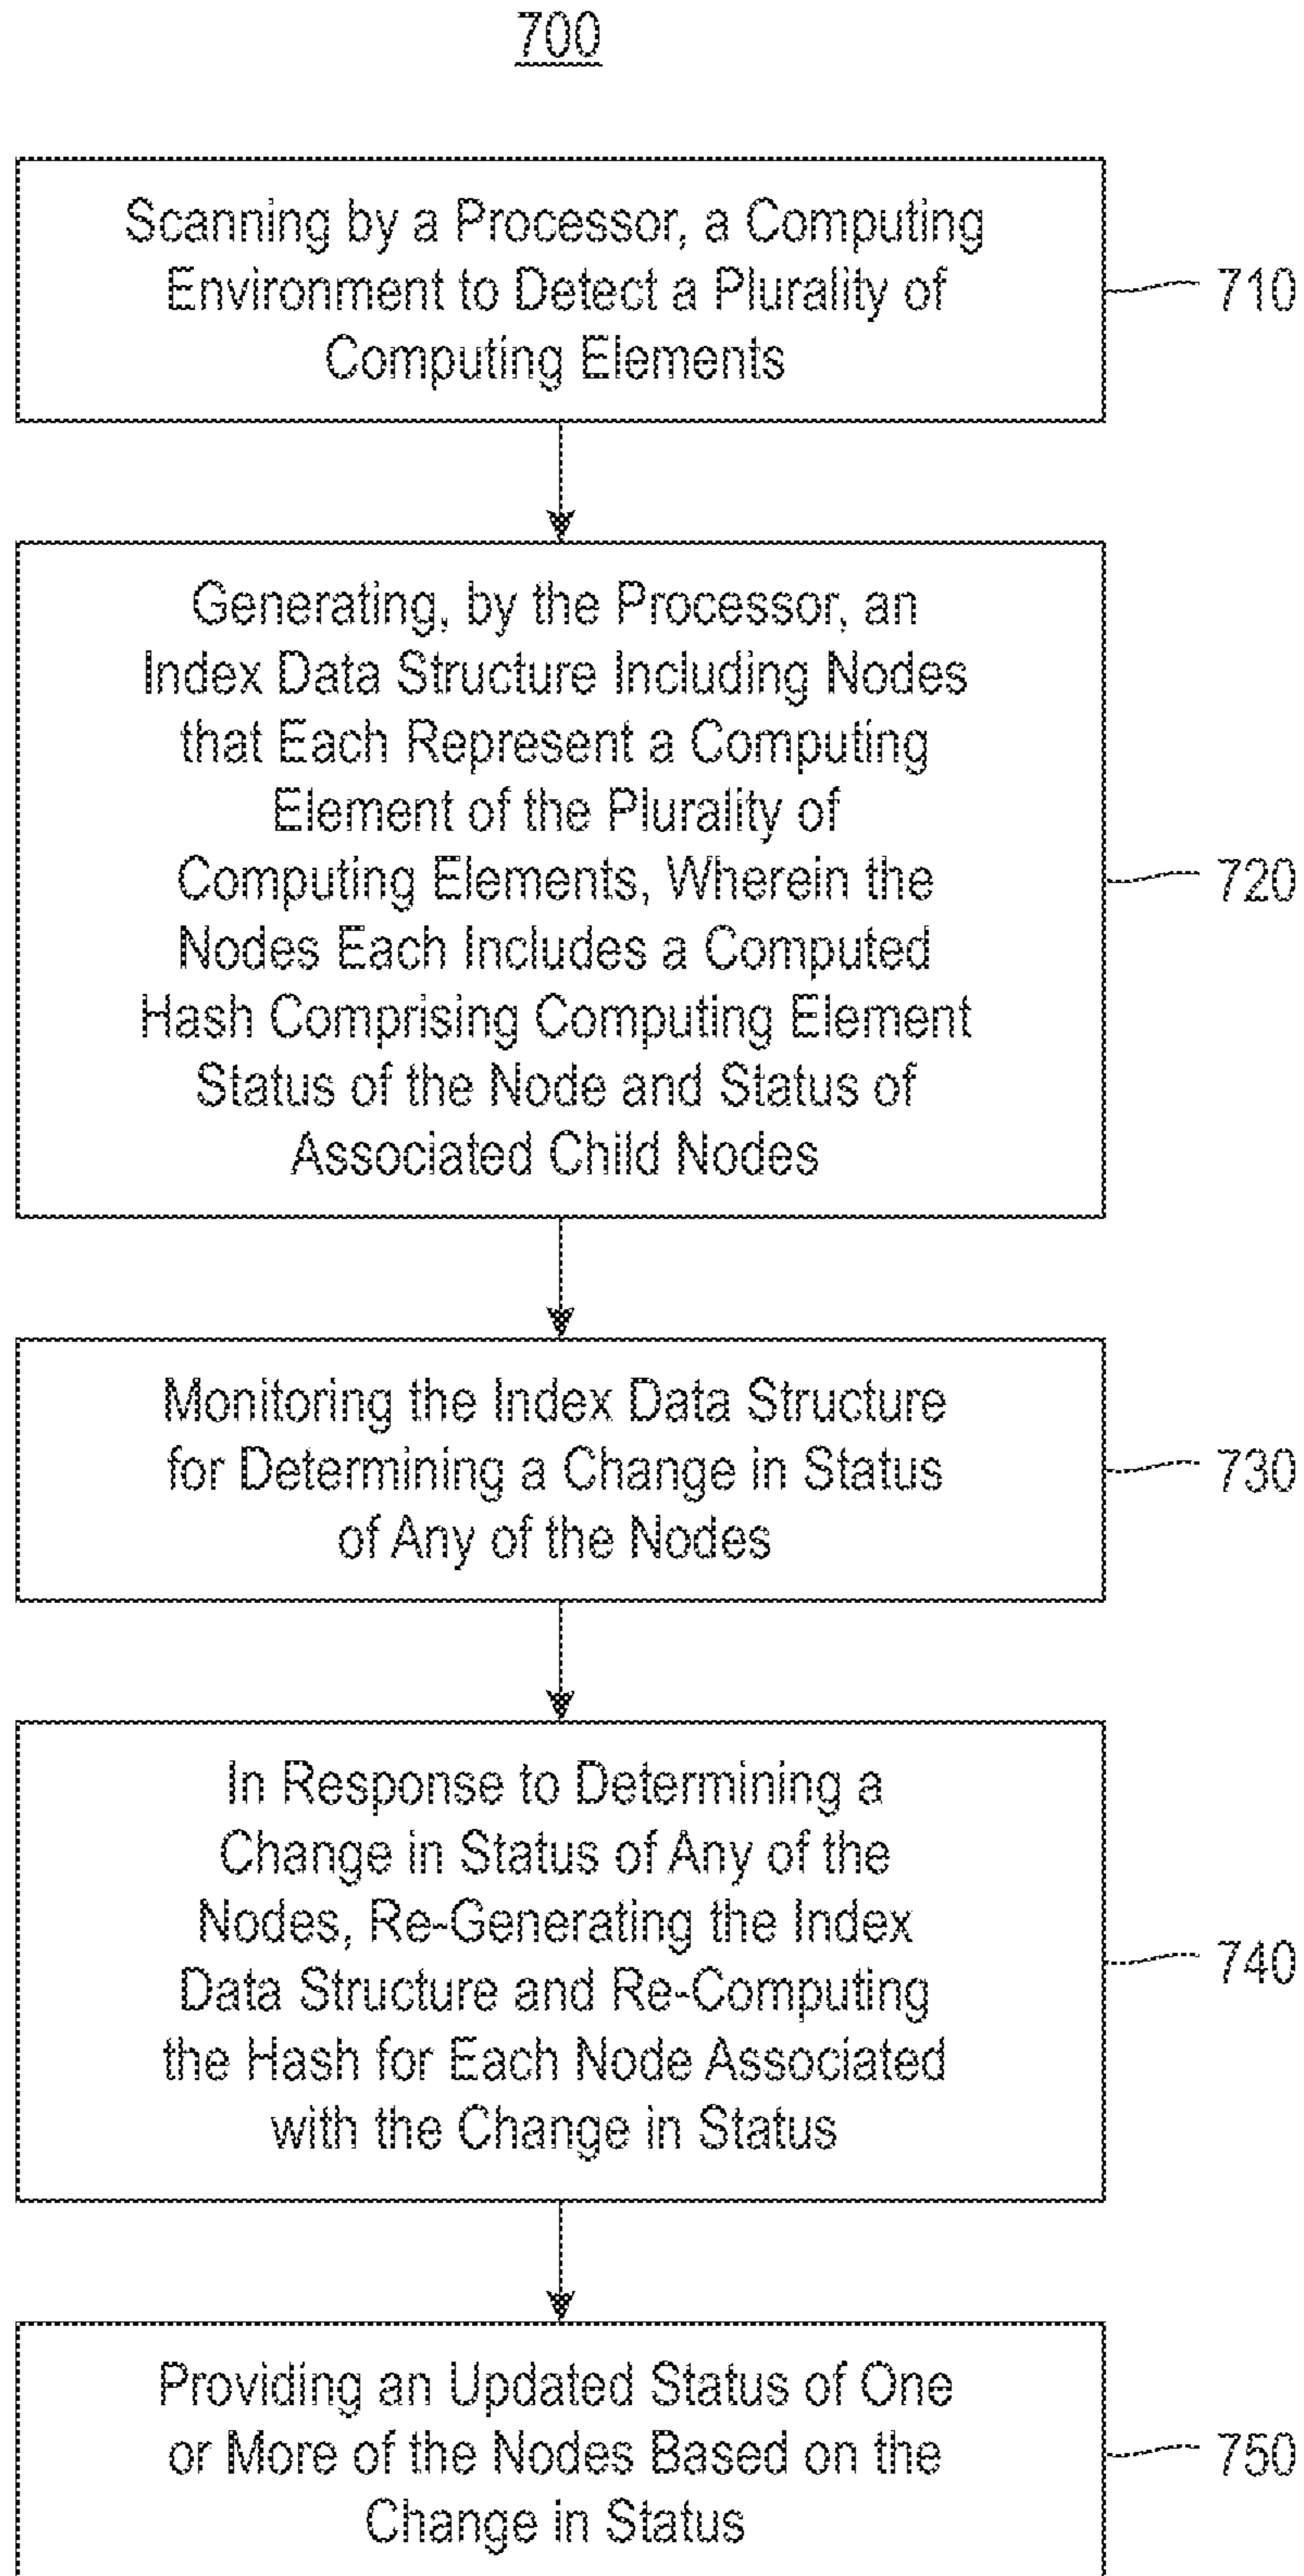 700
Scanning by a Processor, a Computing
Environment to Detect a Plurality of
Computing Elements
710
Generating, by the Processor, an
Index Data Structure Including Nodes
that Each Represent a Computing
Element of the Plurality of
Computing Elements, Wherein the
Nodes Each Includes a Computed
Hash Comprising Computing Element
Status of the Node and Status of
Associated Child Nodes
720
Monitoring the Index Data Structure
for Determining a Change in Status
of Any of the Nodes
730
In Response to Determining a
Change in Status of Any of the
Nodes, Re-Generating the Index
Data Structure and Re-Computing
the Hash for Each Node Associated
with the Change in Status
740
Providing an Updated Status of One
or More of the Nodes Based on the
Change in Status
750